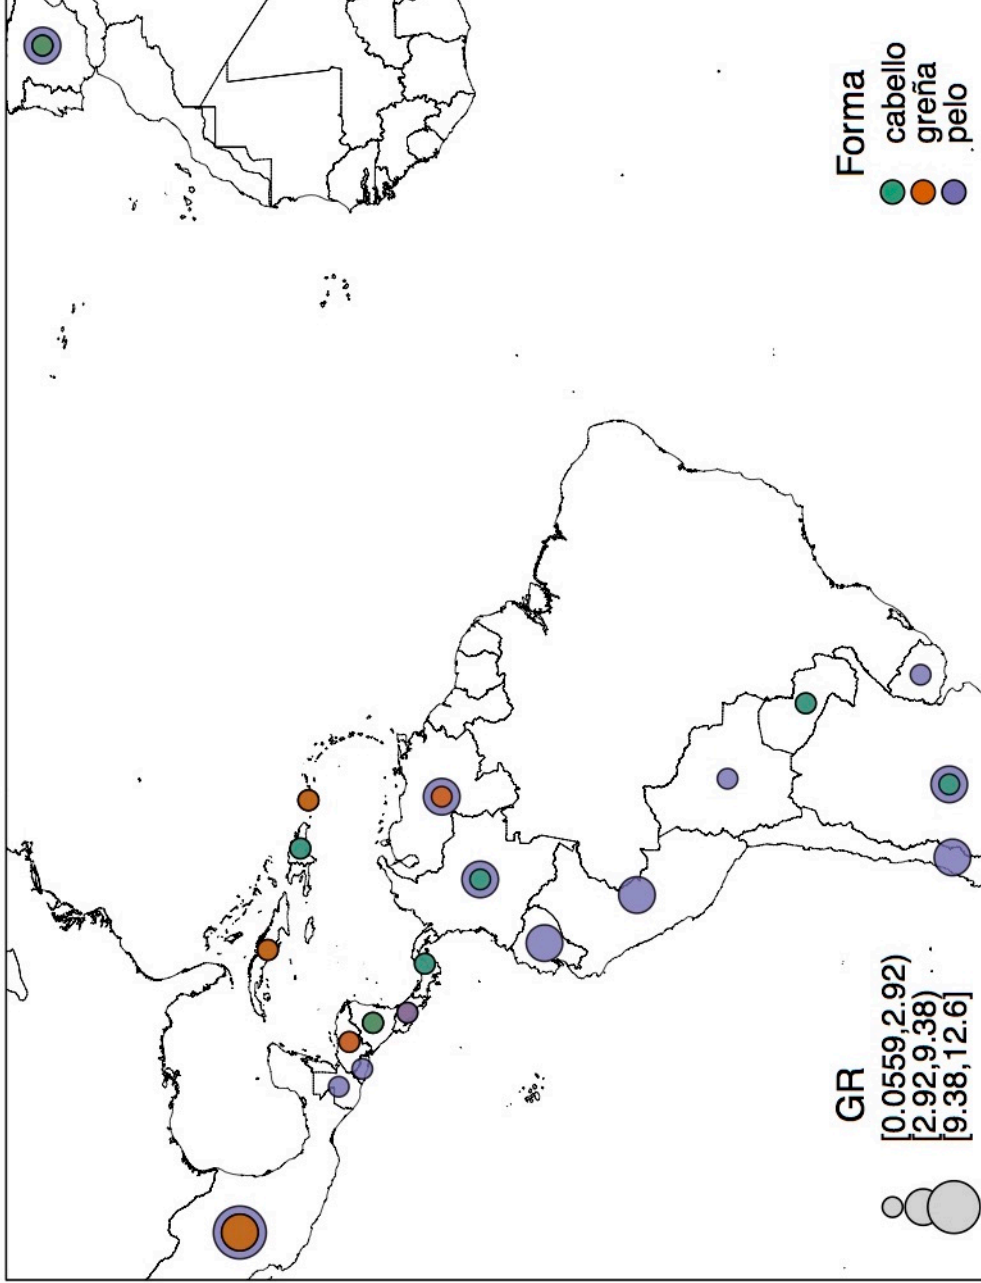 Forma
cabello
greña
pelo
GR
[0.0559,2.92)
[2.92,9.38)
[9.38,12.6]